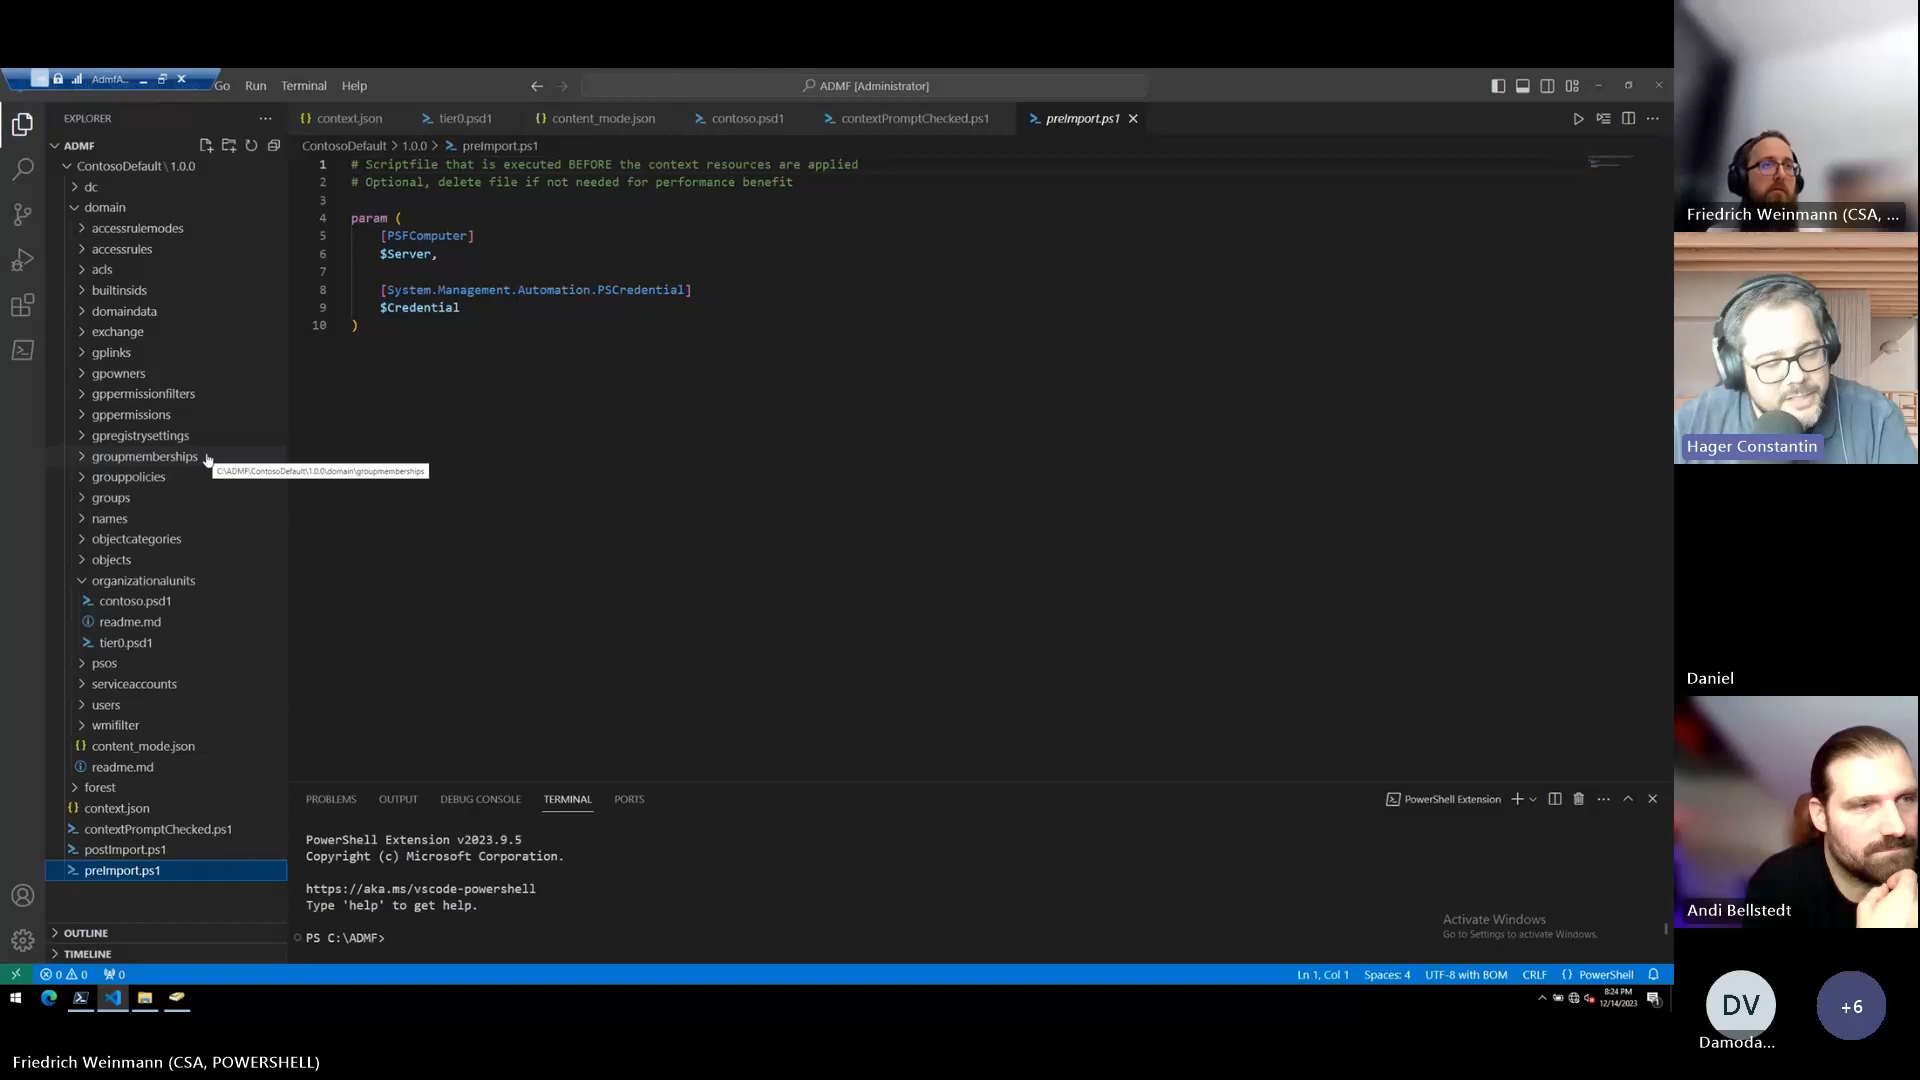 AdmfA...
Go Run Terminal Help
ADMF [Administrator]
EXPLORER
context.json
tier0.psd1
content_mode.json
contoso.psd1
contextPromptChecked.ps1
preImport.ps1
ADMF
ContosoDefault \ 1.0.0
dc
domain
accessrulemodes
accessrules
acls
builtinsids
domaindata
exchange
gplinks
gpowners
gppermissionfilters
gppermissions
gpregistrysettings
groupmemberships
C:\ADMF\ContosoDefault\1.0.0\domain\groupmemberships
grouppolicies
groups
names
objectcategories
objects
organizationalunits
contoso.psd1
readme.md
tier0.psd1
psos
serviceaccounts
users
wmifilter
content_mode.json
readme.md
forest
context.json
contextPromptChecked.ps1
postImport.ps1
preImport.ps1
OUTLINE
TIMELINE
ContosoDefault > 1.0.0 > preImport.ps1
1 # Scriptfile that is executed BEFORE the context resources are applied
2 # Optional, delete file if not needed for performance benefit
3
4 param (
5 [PSFComputer]
6 $Server,
7
8 [System.Management.Automation.PSCredential]
9 $Credential
10 )
PROBLEMS OUTPUT DEBUG CONSOLE TERMINAL PORTS
PowerShell Extension
PowerShell Extension v2023.9.5
Copyright (c) Microsoft Corporation.
https://aka.ms/vscode-powershell
Type 'help' to get help.
PS C:\ADMF>
Activate Windows
Go to Settings to activate Windows.
0 0 0
Ln 1, Col 1 Spaces: 4 UTF-8 with BOM CRLF {} PowerShell
8:24 PM
12/14/2023
Friedrich Weinmann (CSA, ...
Hager Constantin
Daniel
Andi Bellstedt
DV
+6
Damoda...
Friedrich Weinmann (CSA, POWERSHELL)